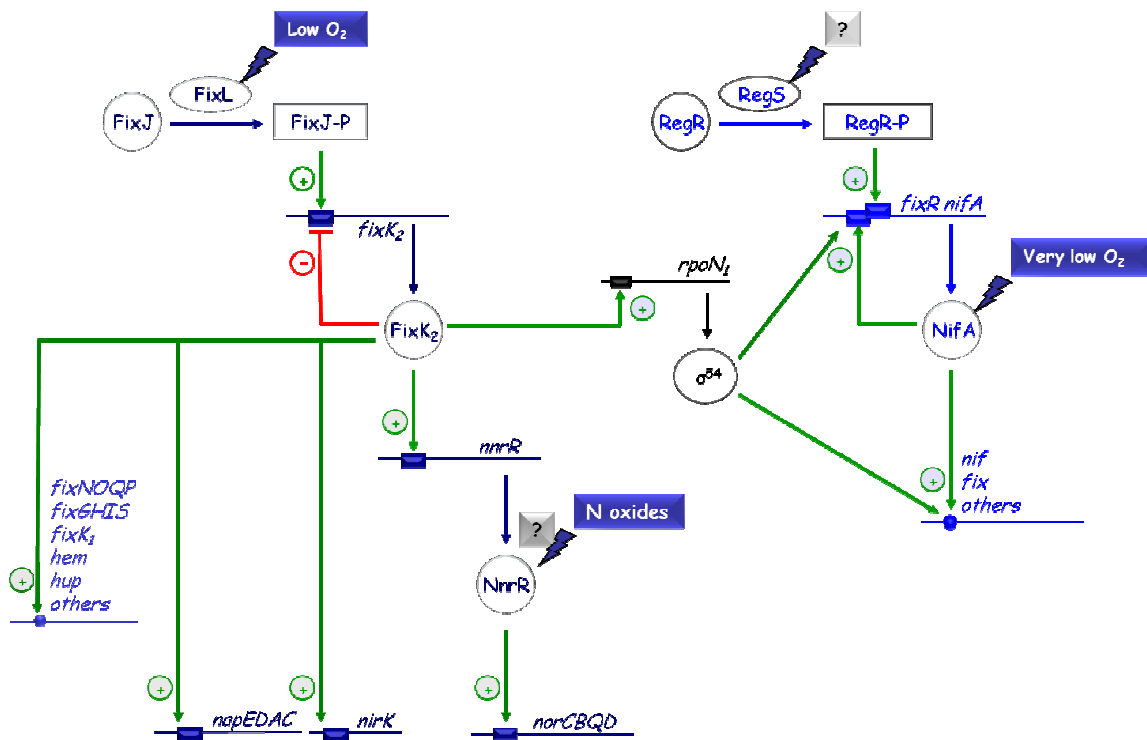 Low O₂
?
FixL
RegS
FixJ
FixJ-P
RegR
RegR-P
+
+
fixK₂
fixR nifA
−
+
Very low O₂
rpoN₁
+
FixK₂
NifA
σ⁵⁴
+
nnrR
nif
fix
others
+
fixNOQP
fixGHIS
fixK₁
hem
hup
others
+
N oxides
?
NnrR
+
+
+
napEDAC
nirK
norCBQD